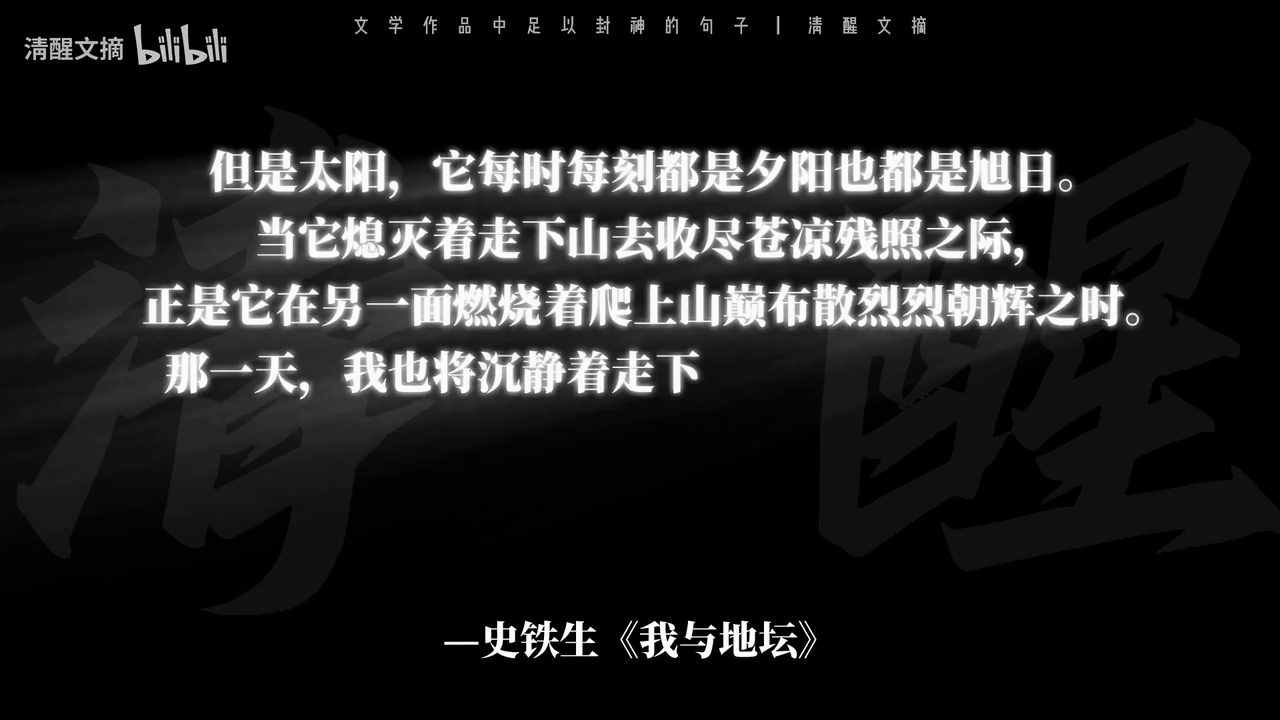 文学作品中足以封神的句子 | 清醒文摘
清醒文摘 bilibili
清醒
但是太阳，它每时每刻都是夕阳也都是旭日。
当它熄灭着走下山去收尽苍凉残照之际，
正是它在另一面燃烧着爬上山巅布散烈烈朝辉之时。
那一天，我也将沉静着走下
—史铁生《我与地坛》